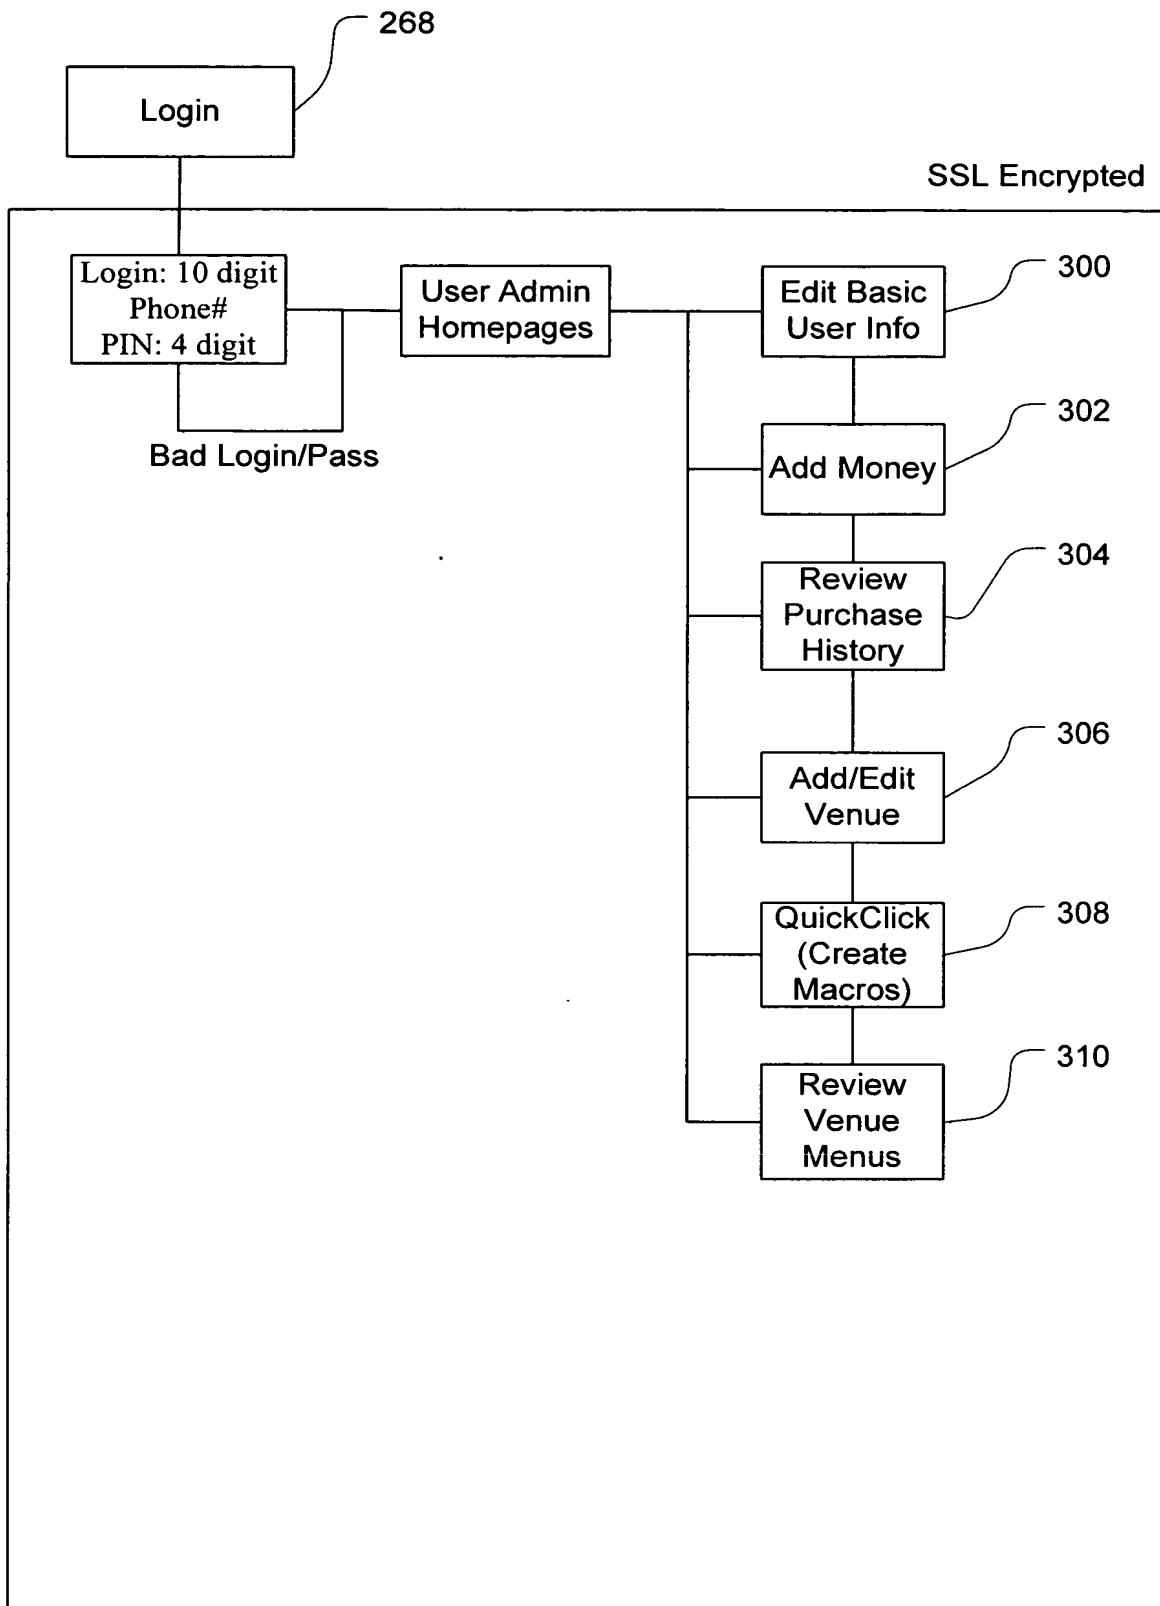 268
Login
SSL Encrypted
Login: 10 digit
Phone#
PIN: 4 digit
Bad Login/Pass
User Admin
Homepages
Edit Basic
User Info
300
Add Money
302
Review
Purchase
History
304
Add/Edit
Venue
306
QuickClick
(Create
Macros)
308
Review
Venue
Menus
310